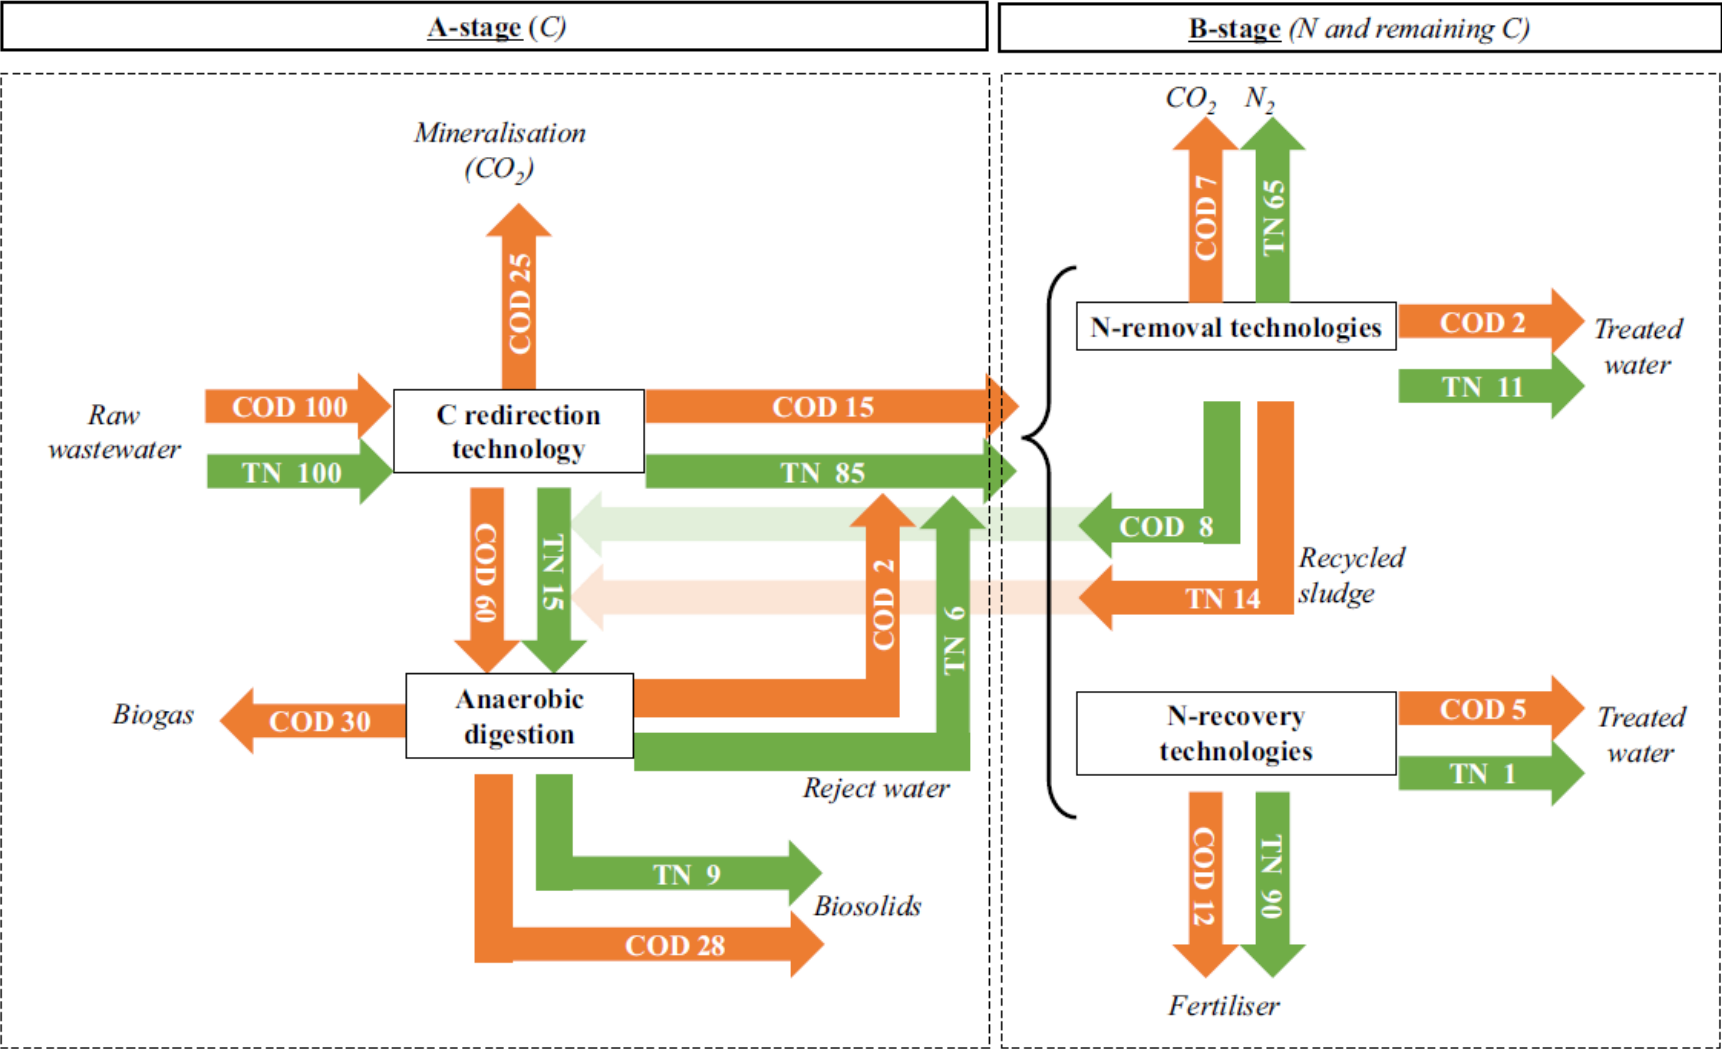 A-stage (C)
B-stage (N and remaining C)
Mineralisation
(CO2)
COD 25
Raw
wastewater
COD 100
TN 100
C redirection
technology
COD 15
TN 85
COD 60
TN 15
COD 2
TN 6
Biogas
COD 30
Anaerobic
digestion
Reject water
TN 9
Biosolids
COD 28
CO2 N2
COD 7
TN 65
N-removal technologies
COD 2
TN 11
Treated
water
COD 8
TN 14
Recycled
sludge
N-recovery
technologies
COD 5
TN 1
Treated
water
COD 12
TN 90
Fertiliser